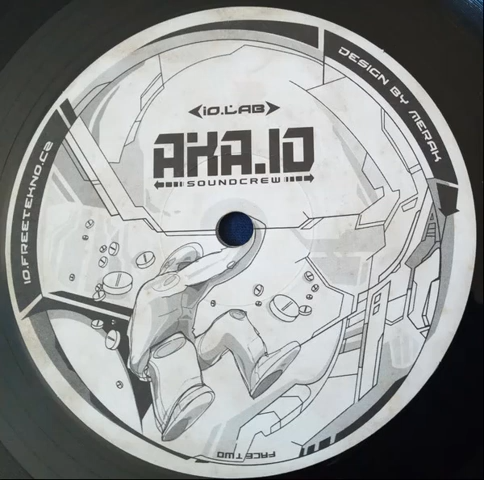 iO.LAB
AKA.IO
SOUNDCREW
DESIGN BY MERAK
IO.FREETEKNO.CZ
FACE TWO